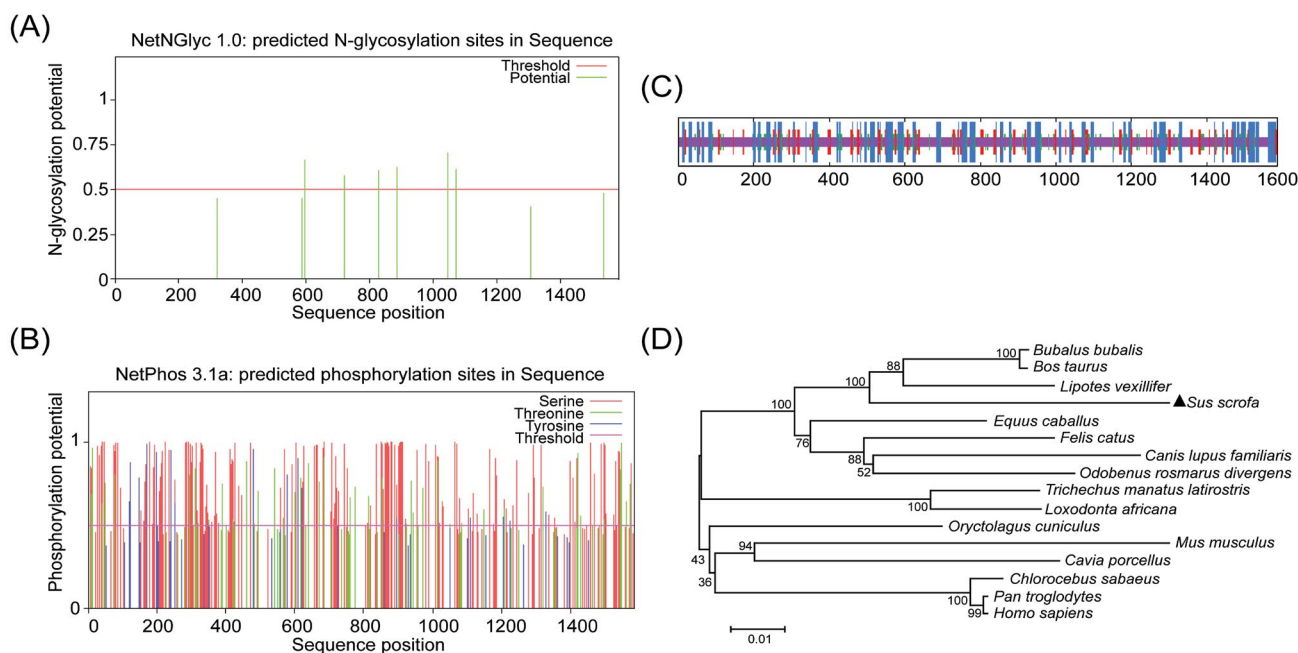 (A)
NetNGlyc 1.0: predicted N-glycosylation sites in Sequence
N-glycosylation potential
Threshold
Potential
1
0.75
0.5
0.25
0
0 200 400 600 800 1000 1200 1400
Sequence position
(B)
NetPhos 3.1a: predicted phosphorylation sites in Sequence
Phosphorylation potential
Serine
Threonine
Tyrosine
Threshold
1
0
0 200 400 600 800 1000 1200 1400
Sequence position
(C)
0 200 400 600 800 1000 1200 1400 1600
(D)
100 Bubalus bubalis
88 Bos taurus
100 Lipotes vexillifer
100 Sus scrofa
76 Equus caballus
Felis catus
88 Canis lupus familiaris
52 Odobenus rosmarus divergens
Trichechus manatus latirostris
100 Loxodonta africana
Oryctolagus cuniculus
94 Mus musculus
43 Cavia porcellus
36 Chlorocebus sabaeus
100 Pan troglodytes
99 Homo sapiens
0.01